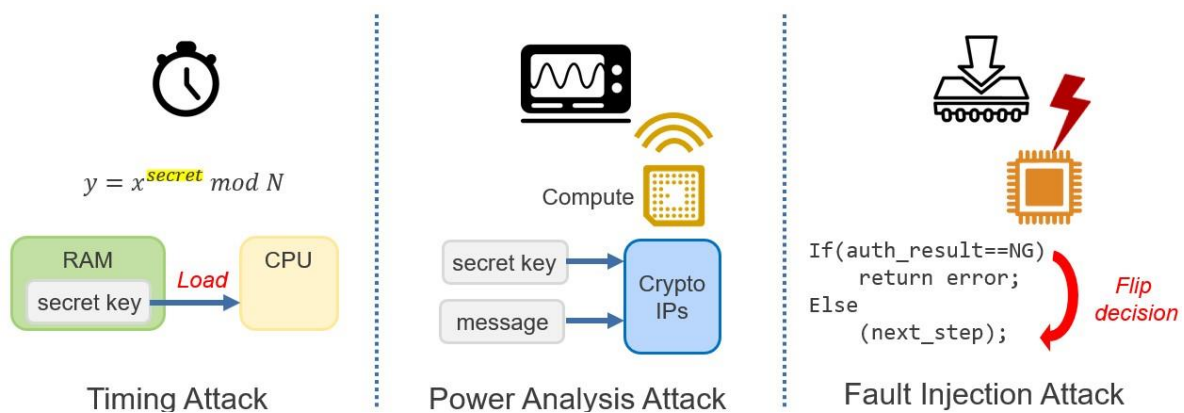 y = x^secret mod N
RAM
CPU
Load
secret key
Timing Attack
Compute
secret key
Crypto
IPs
message
Power Analysis Attack
If(auth_result==NG)
return error;
Else
(next_step);
Flip
decision
Fault Injection Attack